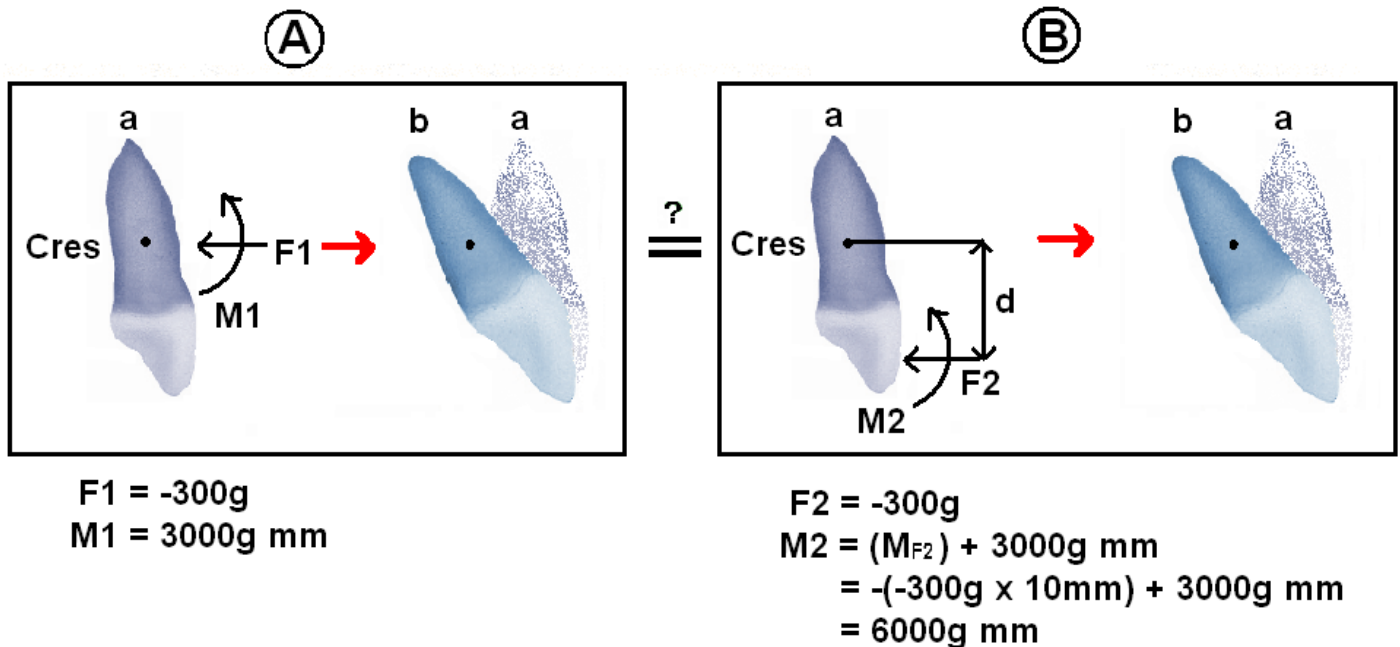 A
B
a
b
a
Cres
F1
M1
?
a
b
a
Cres
d
F2
M2
F1 = -300g
M1 = 3000g mm
F2 = -300g
M2 = (MF2) + 3000g mm
= -(-300g x 10mm) + 3000g mm
= 6000g mm